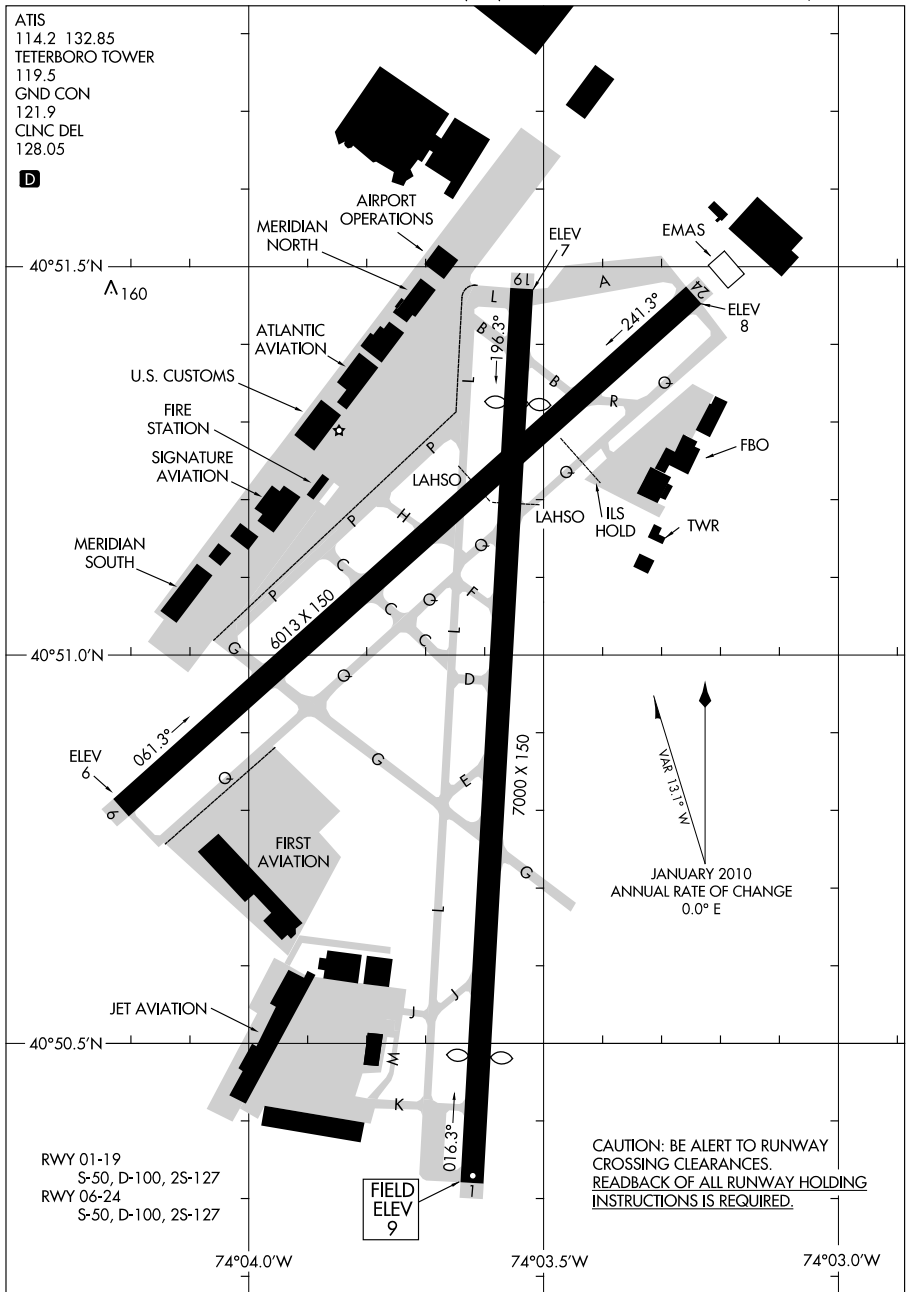 ATIS
114.2 132.85
TETERBORO TOWER
119.5
GND CON
121.9
CLNC DEL
128.05
D
AIRPORT
OPERATIONS
MERIDIAN
NORTH
ELEV
7
EMAS
40°51.5'N
160
19
A
24
ELEV
8
L
B
196.3°
241.3°
ATLANTIC
AVIATION
L
B
R
Q
U.S. CUSTOMS
FIRE
STATION
SIGNATURE
AVIATION
P
LAHSO
Q
FBO
P
H
LAHSO
ILS
HOLD
TWR
MERIDIAN
SOUTH
Q
C
P
F
C
Q
6013 X 150
G
C
L
40°51.0'N
Q
D
061.3°
ELEV
6
Q
G
E
VAR 13.1° W
7000 X 150
6
FIRST
AVIATION
G
JANUARY 2010
ANNUAL RATE OF CHANGE
0.0° E
L
JET AVIATION
J
J
40°50.5'N
M
K
016.3°
RWY 01-19
S-50, D-100, 2S-127
RWY 06-24
S-50, D-100, 2S-127
FIELD
ELEV
9
1
CAUTION: BE ALERT TO RUNWAY
CROSSING CLEARANCES.
READBACK OF ALL RUNWAY HOLDING
INSTRUCTIONS IS REQUIRED.
74°04.0'W
74°03.5'W
74°03.0'W